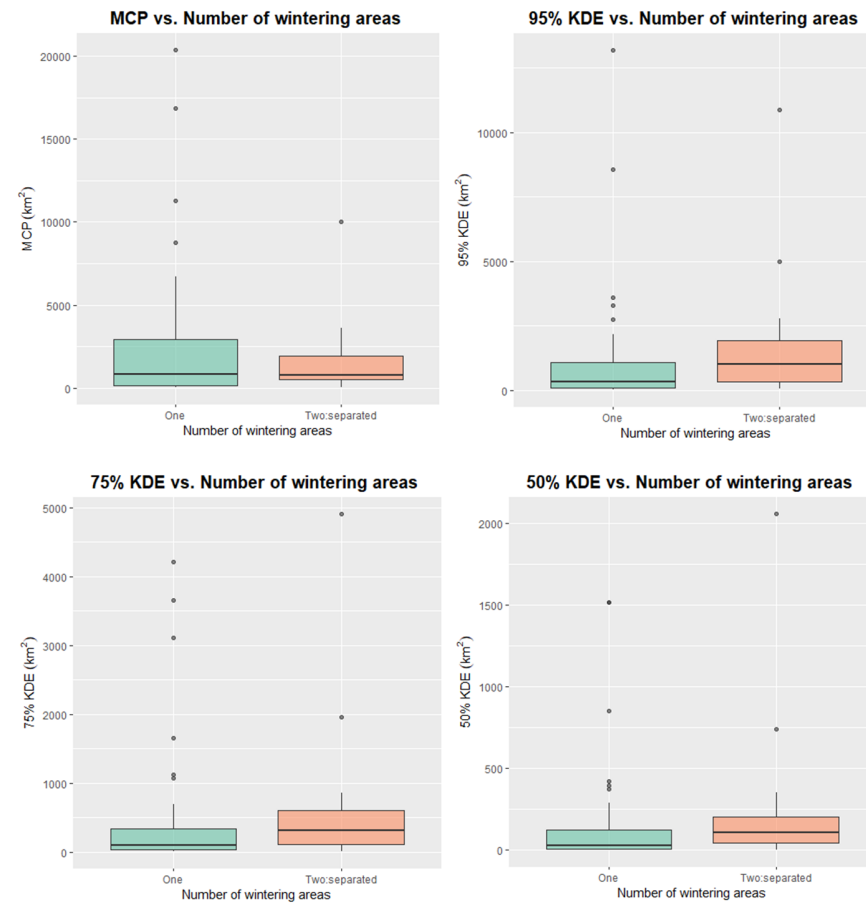 MCP vs. Number of wintering areas
MCP (km²)
20000
15000
10000
5000
0
One
Two:separated
Number of wintering areas
95% KDE vs. Number of wintering areas
95% KDE (km²)
10000
5000
0
One
Two:separated
Number of wintering areas
75% KDE vs. Number of wintering areas
75% KDE (km²)
5000
4000
3000
2000
1000
0
One
Two:separated
Number of wintering areas
50% KDE vs. Number of wintering areas
50% KDE (km²)
2000
1500
1000
500
0
One
Two:separated
Number of wintering areas